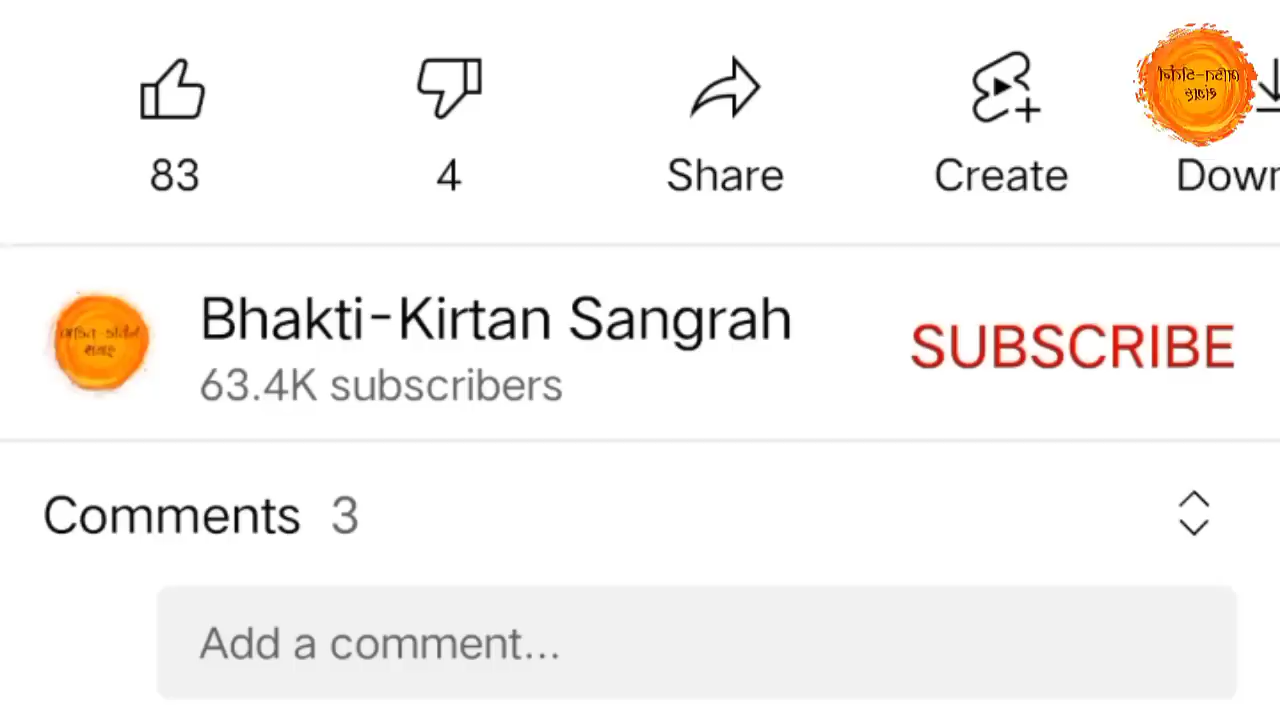 83
4
Share
Create
Down
Bhakti-Kirtan Sangrah
63.4K subscribers
SUBSCRIBE
Comments 3
Add a comment...